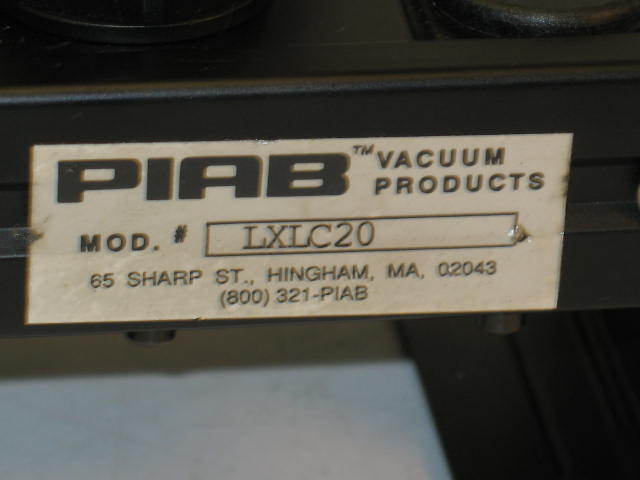 PIAB™ VACUUM
PRODUCTS
MOD. # LXLC20
65 SHARP ST., HINGHAM, MA, 02043
(800) 321-PIAB